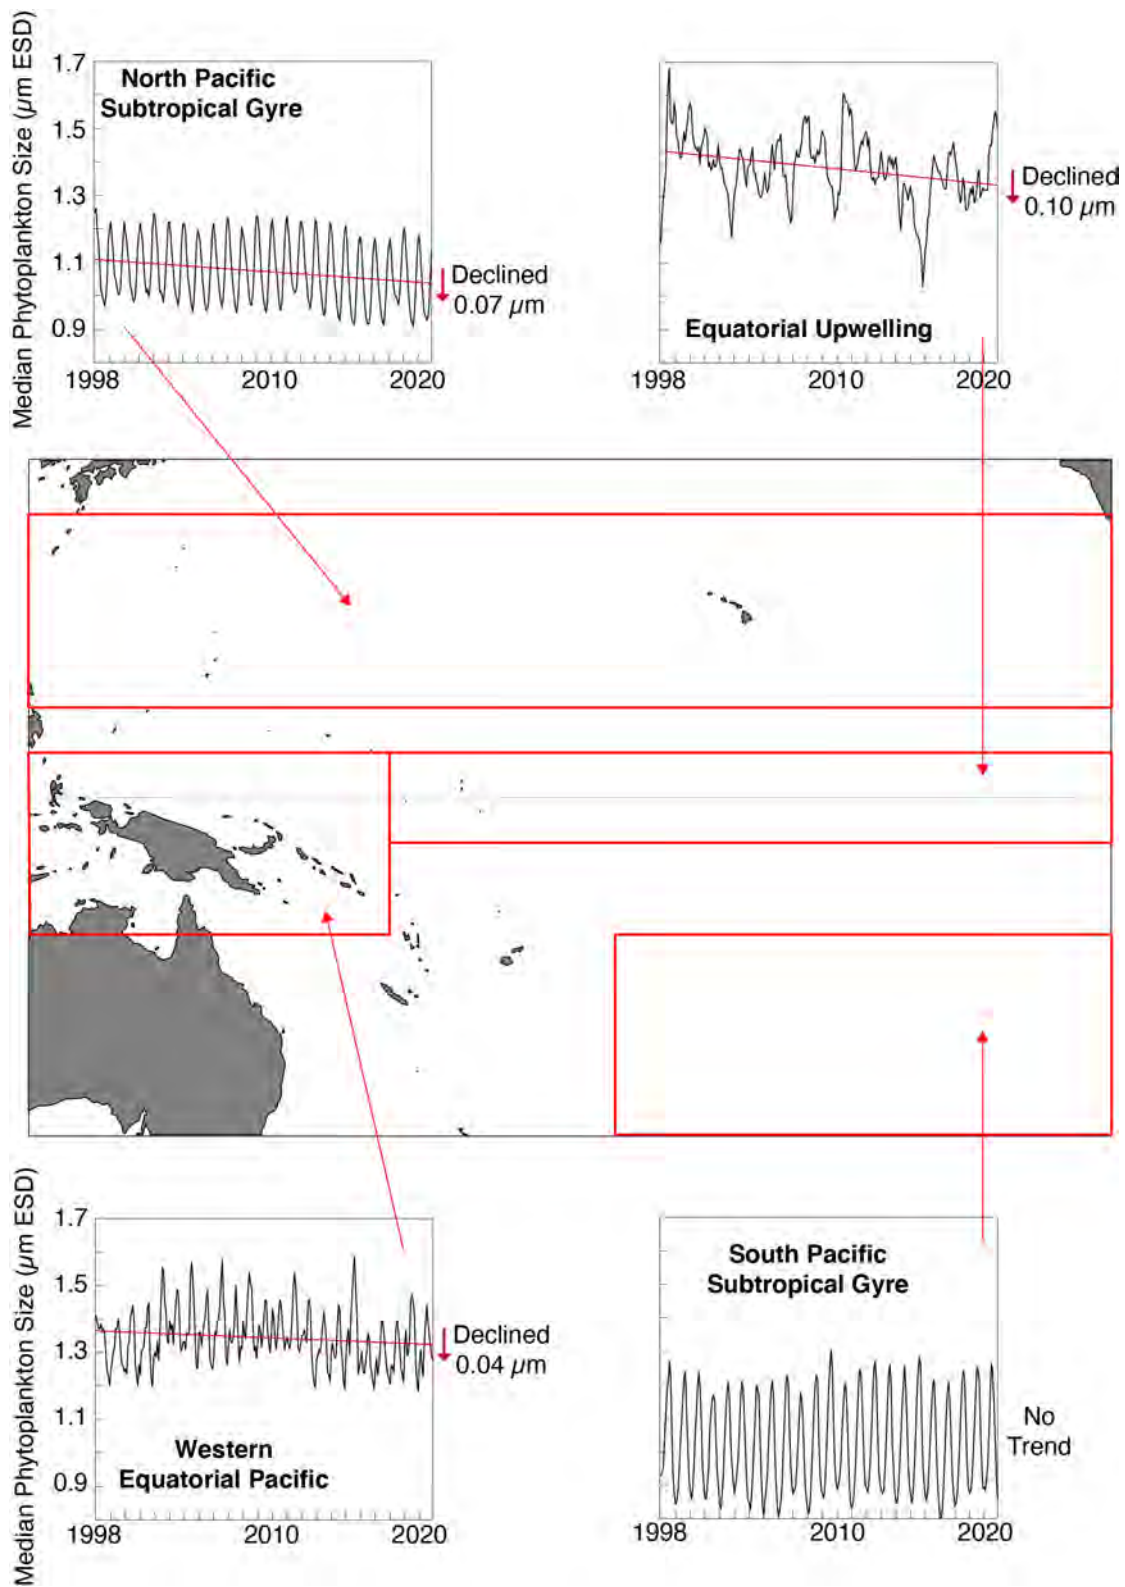 Median Phytoplankton Size (µm ESD)
1.7
1.5
1.3
1.1
0.9
North Pacific
Subtropical Gyre
Declined
0.07 µm
1998
2010
2020
Equatorial Upwelling
Declined
0.10 µm
1998
2010
2020
Median Phytoplankton Size (µm ESD)
1.7
1.5
1.3
1.1
0.9
Western
Equatorial Pacific
Declined
0.04 µm
1998
2010
2020
South Pacific
Subtropical Gyre
No
Trend
1998
2010
2020